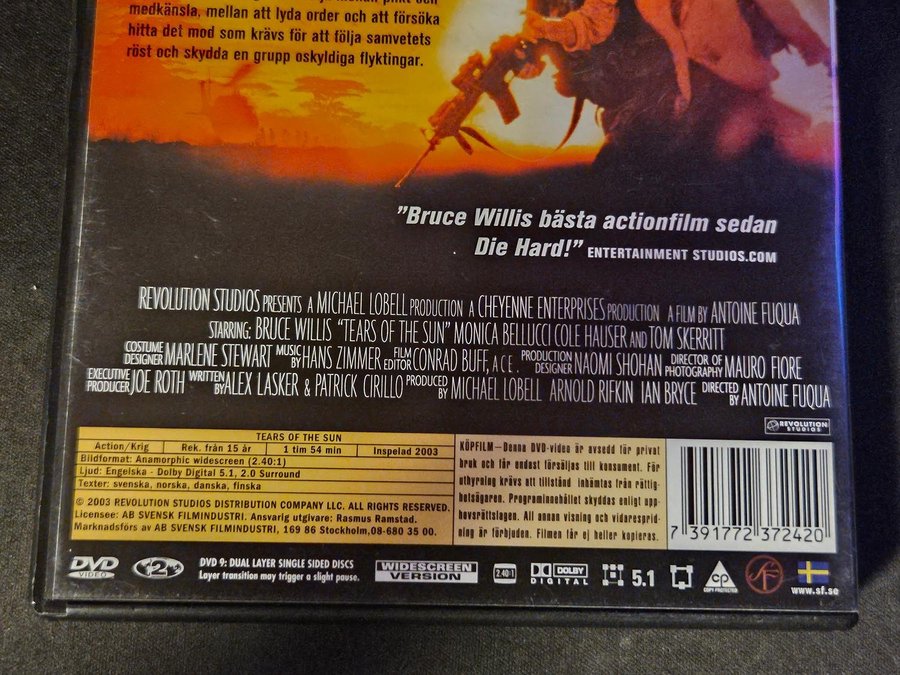 medkänsla, mellan att lyda order och att försöka
hitta det mod som krävs för att följa samvetets
röst och skydda en grupp oskyldiga flyktingar.
"Bruce Willis bästa actionfilm sedan
Die Hard!" ENTERTAINMENT STUDIOS.COM
REVOLUTION STUDIOS PRESENTS A MICHAEL LOBELL PRODUCTION A CHEYENNE ENTERPRISES PRODUCTION A FILM BY ANTOINE FUQUA
STARRING: BRUCE WILLIS "TEARS OF THE SUN" MONICA BELLUCCI COLE HAUSER AND TOM SKERRITT
COSTUME DESIGNER MARLENE STEWART MUSIC BY HANS ZIMMER FILM EDITOR CONRAD BUFF, A.C.E. PRODUCTION DESIGNER NAOMI SHOHAN DIRECTOR OF PHOTOGRAPHY MAURO FIORE
EXECUTIVE PRODUCER JOE ROTH WRITTEN BY ALEX LASKER & PATRICK CIRILLO PRODUCED BY MICHAEL LOBELL ARNOLD RIFKIN IAN BRYCE DIRECTED BY ANTOINE FUQUA
REVOLUTION STUDIOS
TEARS OF THE SUN
Action/Krig Rek. från 15 år 1 tim 54 min Inspelad 2003
Bildformat: Anamorphic widescreen (2.40:1)
Ljud: Engelska - Dolby Digital 5.1, 2.0 Surround
Texter: svenska, norska, danska, finska
© 2003 REVOLUTION STUDIOS DISTRIBUTION COMPANY LLC. ALL RIGHTS RESERVED.
Licensee: AB SVENSK FILMINDUSTRI. Ansvarig utgivare: Rasmus Ramstad.
Marknadsförs av AB SVENSK FILMINDUSTRI, 169 86 Stockholm,08-680 35 00.
KÖPFILM - Denna DVD-video är avsedd för privat
bruk och får endast försäljas till konsument. För
uthyrning krävs att tillstånd inhämtas från rättig-
hetsägaren. Programinnehållet skyddas enligt upp-
hovsrättslagen. All annan visning och vidaresprid-
ning är förbjuden. Filmen får ej heller kopieras.
7 391772 372420
DVD VIDEO
2
DVD 9: DUAL LAYER SINGLE SIDED DISCS
Layer transition may trigger a slight pause.
WIDESCREEN VERSION
2.40:1
DOLBY DIGITAL
5.1
CP COPY PROTECTED
SF
www.sf.se